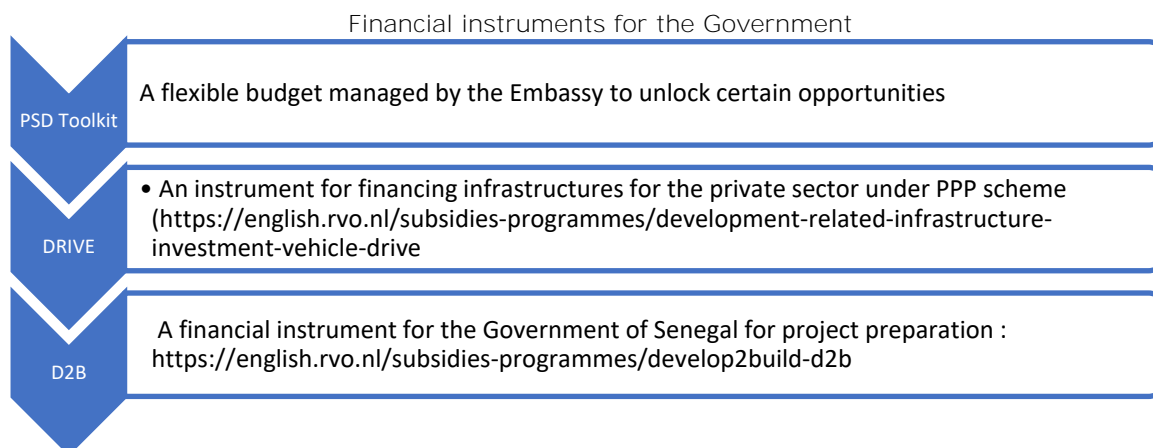 Financial instruments for the Government
PSD Toolkit
A flexible budget managed by the Embassy to unlock certain opportunities
DRIVE
• An instrument for financing infrastructures for the private sector under PPP scheme
(https://english.rvo.nl/subsidies-programmes/development-related-infrastructure-
investment-vehicle-drive
D2B
A financial instrument for the Government of Senegal for project preparation :
https://english.rvo.nl/subsidies-programmes/develop2build-d2b